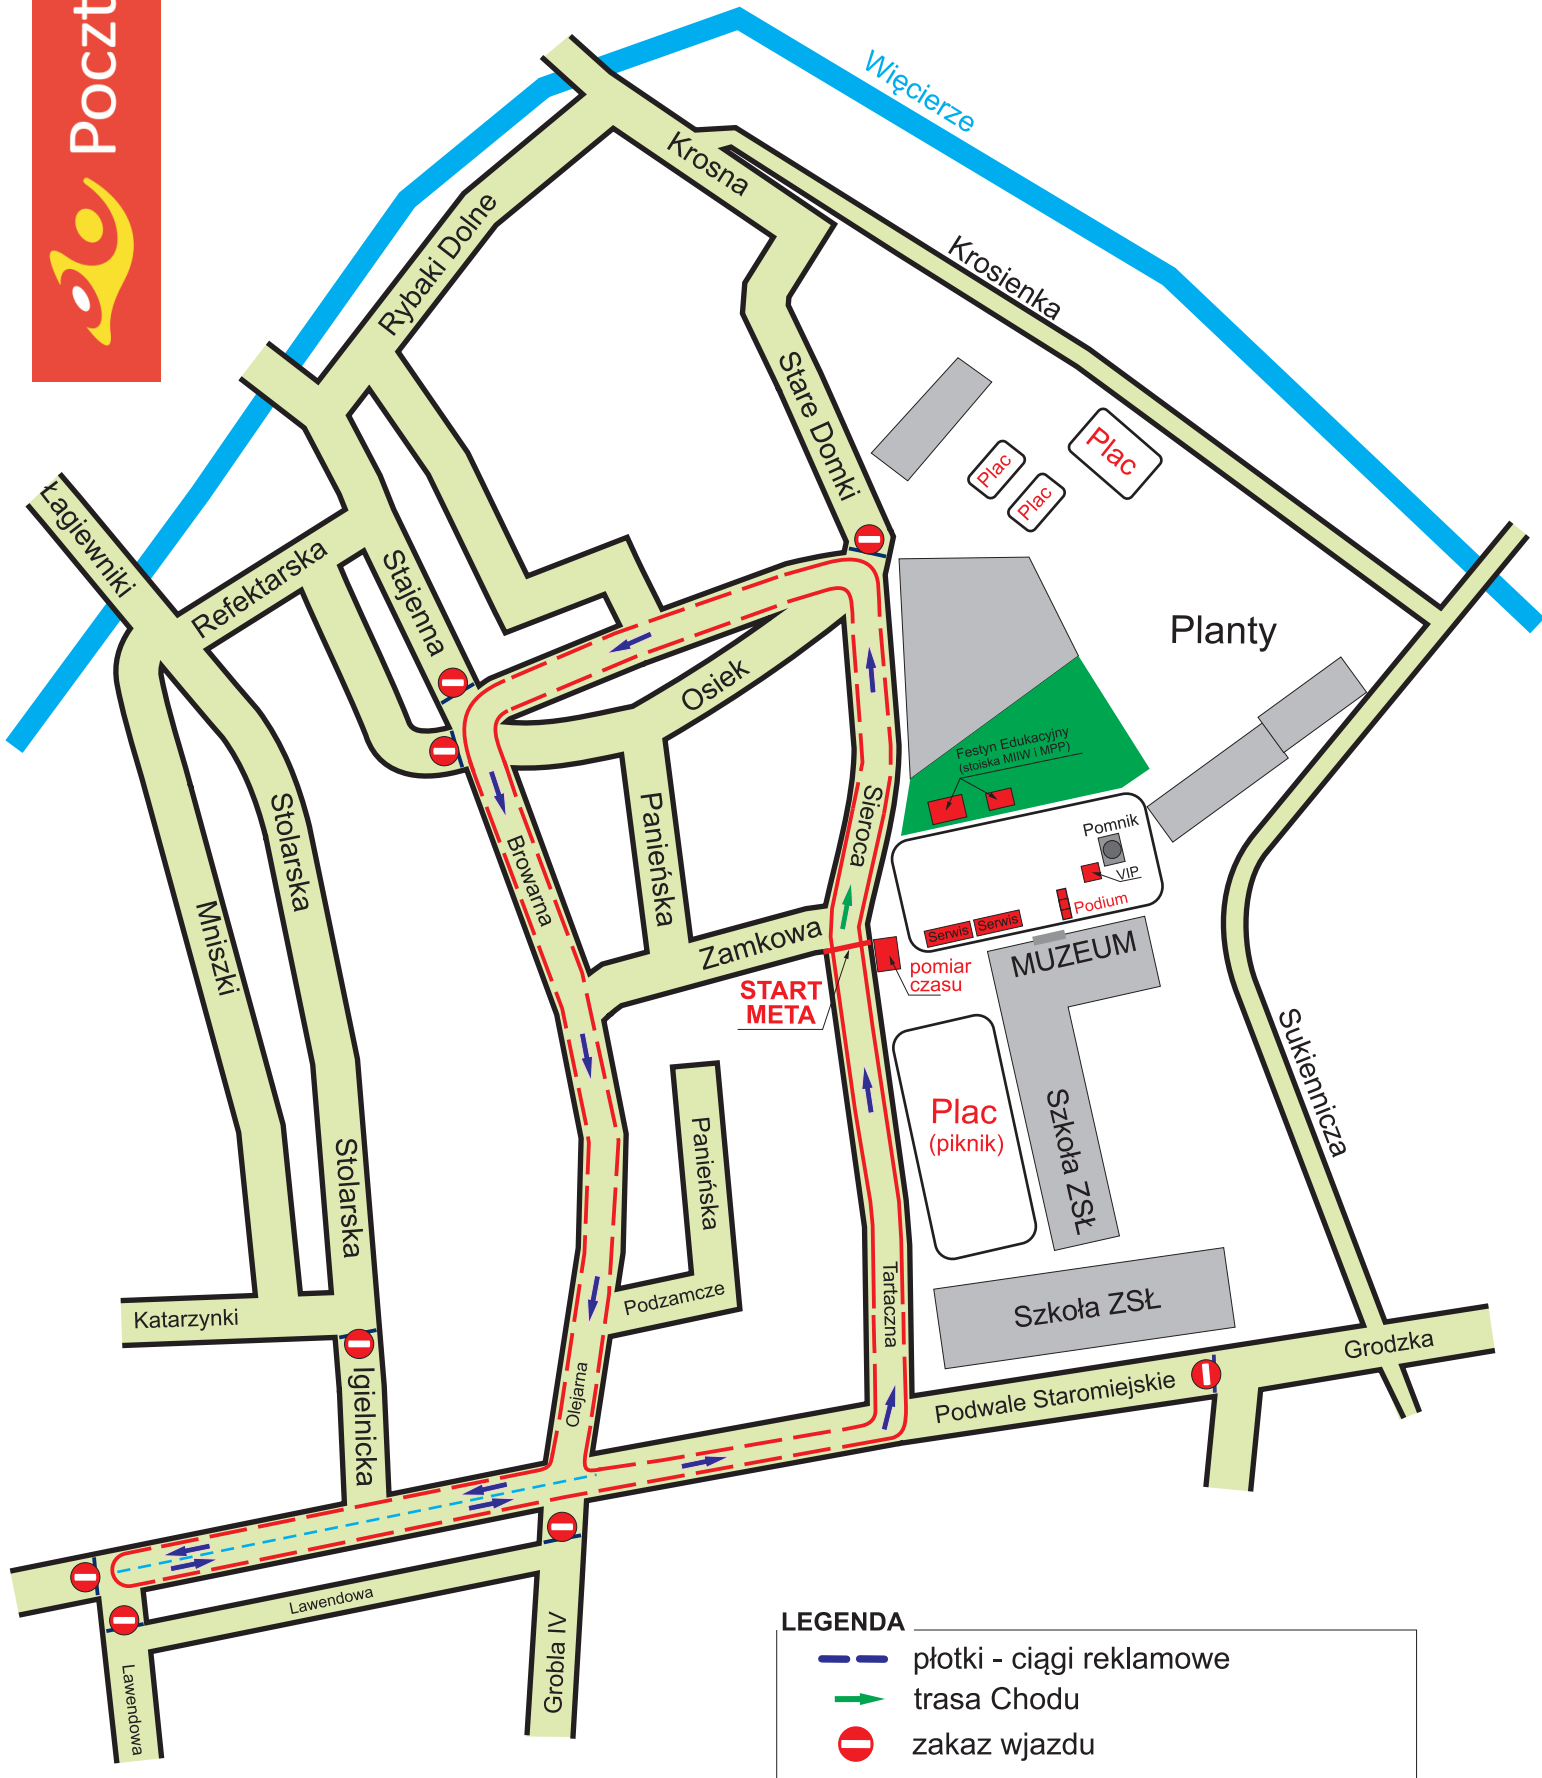 Poczt
Więcierze
Krosna
Rybaki Dolne
Krosienka
Stare Domki
Plac
Plac
Plac
Łagiewniki
Refektarska
Stajenna
Planty
Osiek
Festyn Edukacyjny
(stoiska MIIW i MPP)
Stolarska
Panieńska
Sieroca
Browarna
Pomnik
VIP
Podium
Serwis
Serwis
Mniszki
Zamkowa
MUZEUM
pomiar
czasu
START
META
Sukiennicza
Plac
(piknik)
Szkoła ZSŁ
Panieńska
Stolarska
Tartaczna
Podzamcze
Szkoła ZSŁ
Katarzynki
Grodzka
Igielnicka
Olejarna
Podwale Staromiejskie
Lawendowa
Grobla IV
Lawendowa
LEGENDA
płotki - ciągi reklamowe
trasa Chodu
zakaz wjazdu